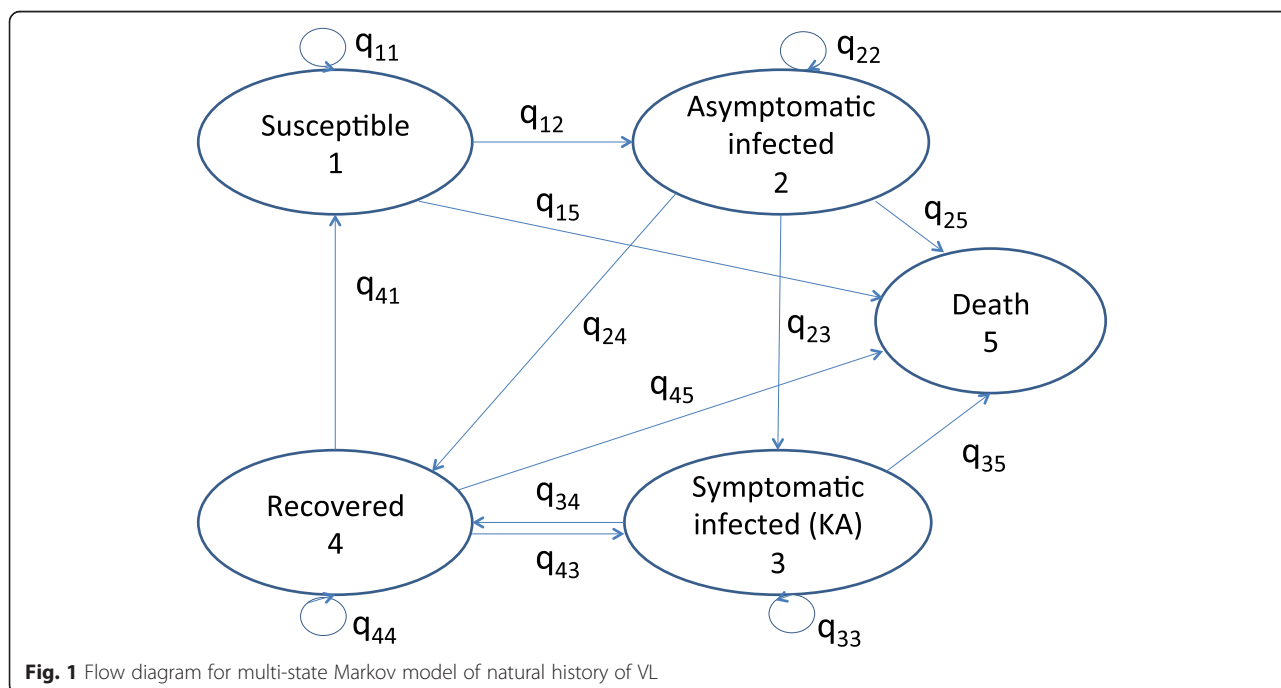 q11
q22
Susceptible
1
q12
Asymptomatic
infected
2
q15
q25
q41
q24
q23
Death
5
q45
q35
Recovered
4
q34
q43
Symptomatic
infected (KA)
3
q44
q33
Fig. 1 Flow diagram for multi-state Markov model of natural history of VL